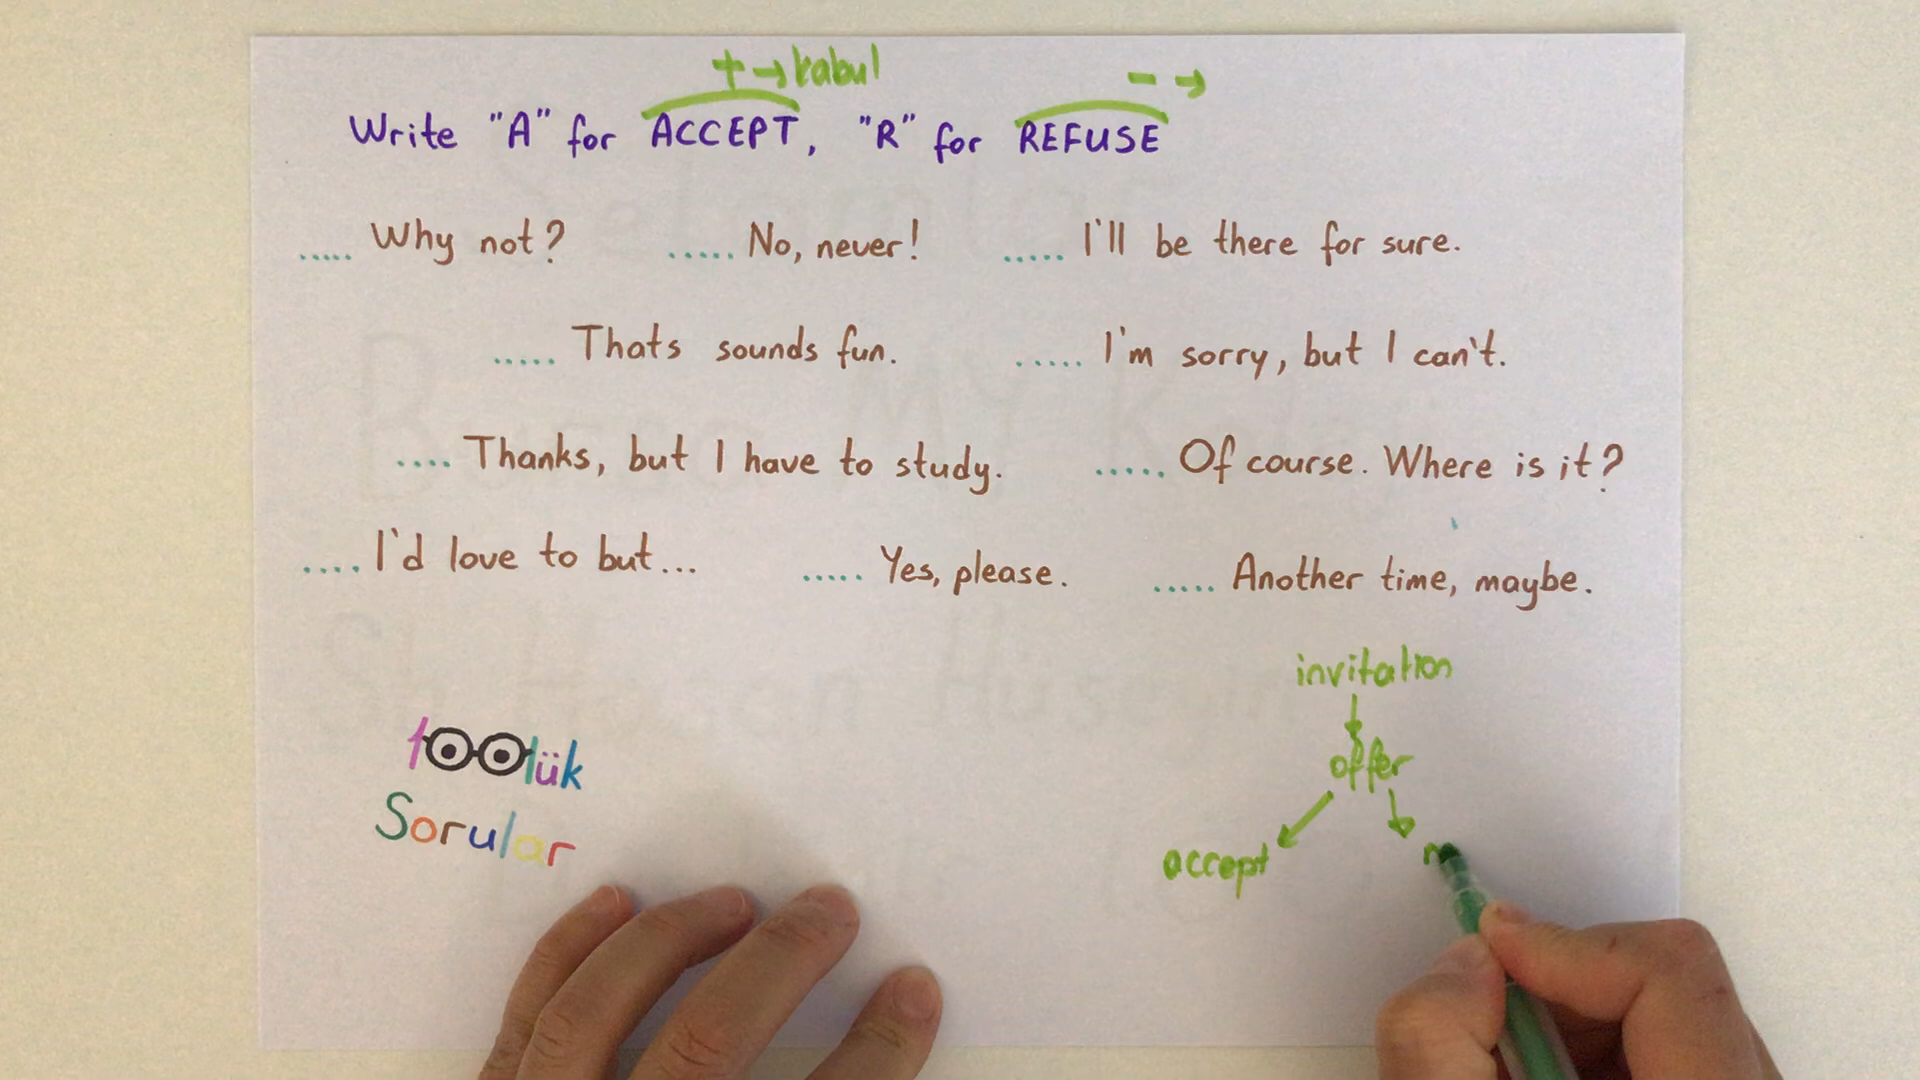 + → kabul - →
Write "A" for ACCEPT, "R" for REFUSE
..... Why not? ..... No, never! ..... I'll be there for sure.
..... Thats sounds fun. ..... I'm sorry, but I can't.
.... Thanks, but I have to study. ..... Of course. Where is it?
.... I'd love to but... ..... Yes, please. ..... Another time, maybe.
invitation
offer
accept
100lük
Sorular